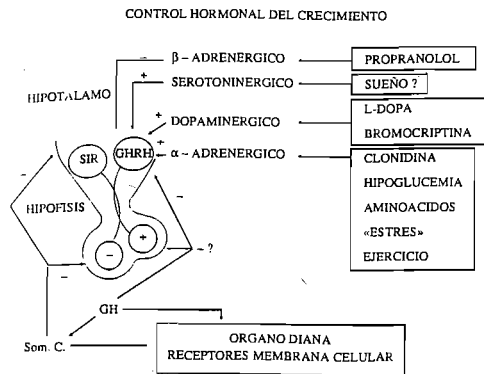 CONTROL HORMONAL DEL CRECIMIENTO
– β – ADRENERGICO PROPRANOLOL
+ SEROTONINERGICO SUEÑO ?
HIPOTALAMO
+ DOPAMINERGICO L-DOPA
BROMOCRIPTINA
SIR GHRH + α – ADRENERGICO CLONIDINA
HIPOGLUCEMIA
– HIPOFISIS – AMINOACIDOS
«ESTRES»
– + – ? EJERCICIO
–
GH
Som. C. ORGANO DIANA
RECEPTORES MEMBRANA CELULAR